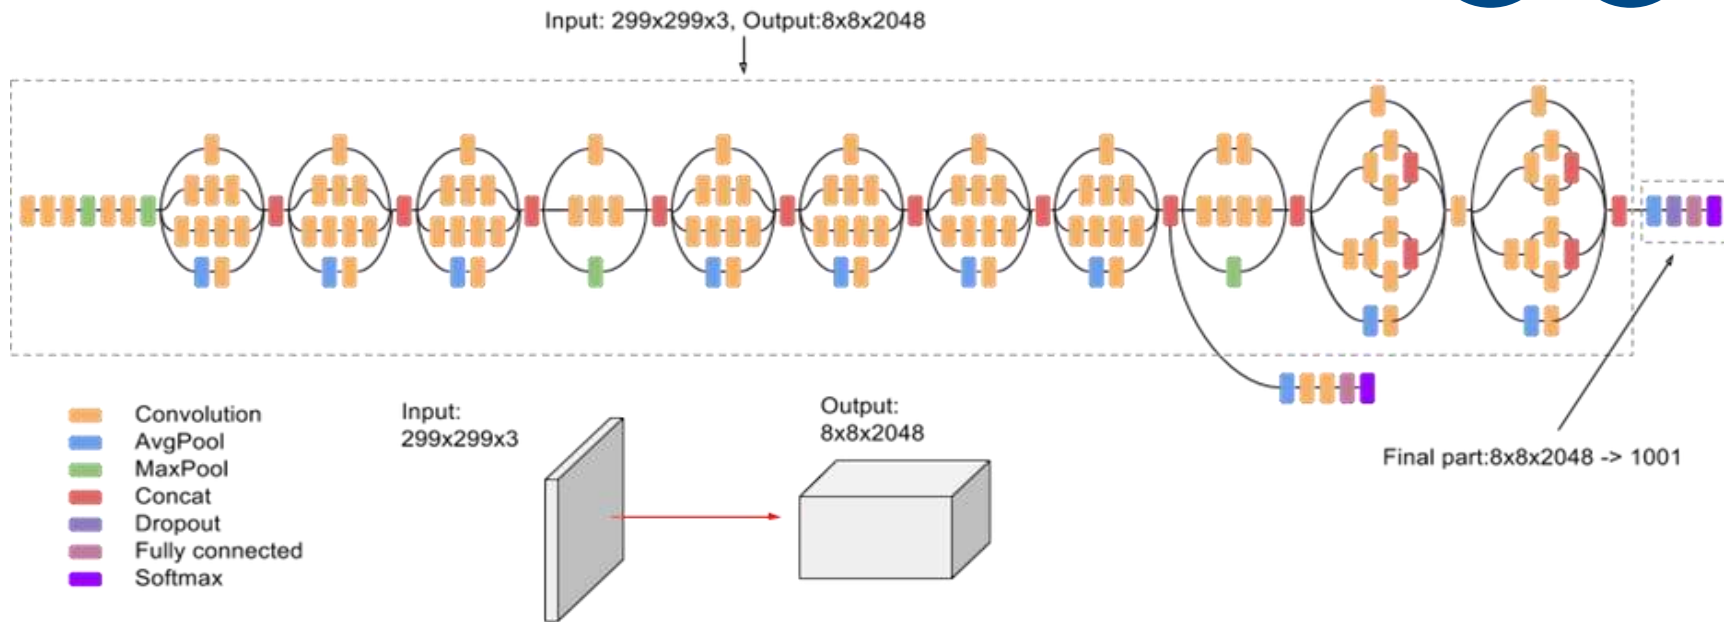 Input: 299x299x3, Output:8x8x2048
Convolution
AvgPool
MaxPool
Concat
Dropout
Fully connected
Softmax
Input:
299x299x3
Output:
8x8x2048
Final part:8x8x2048 -> 1001